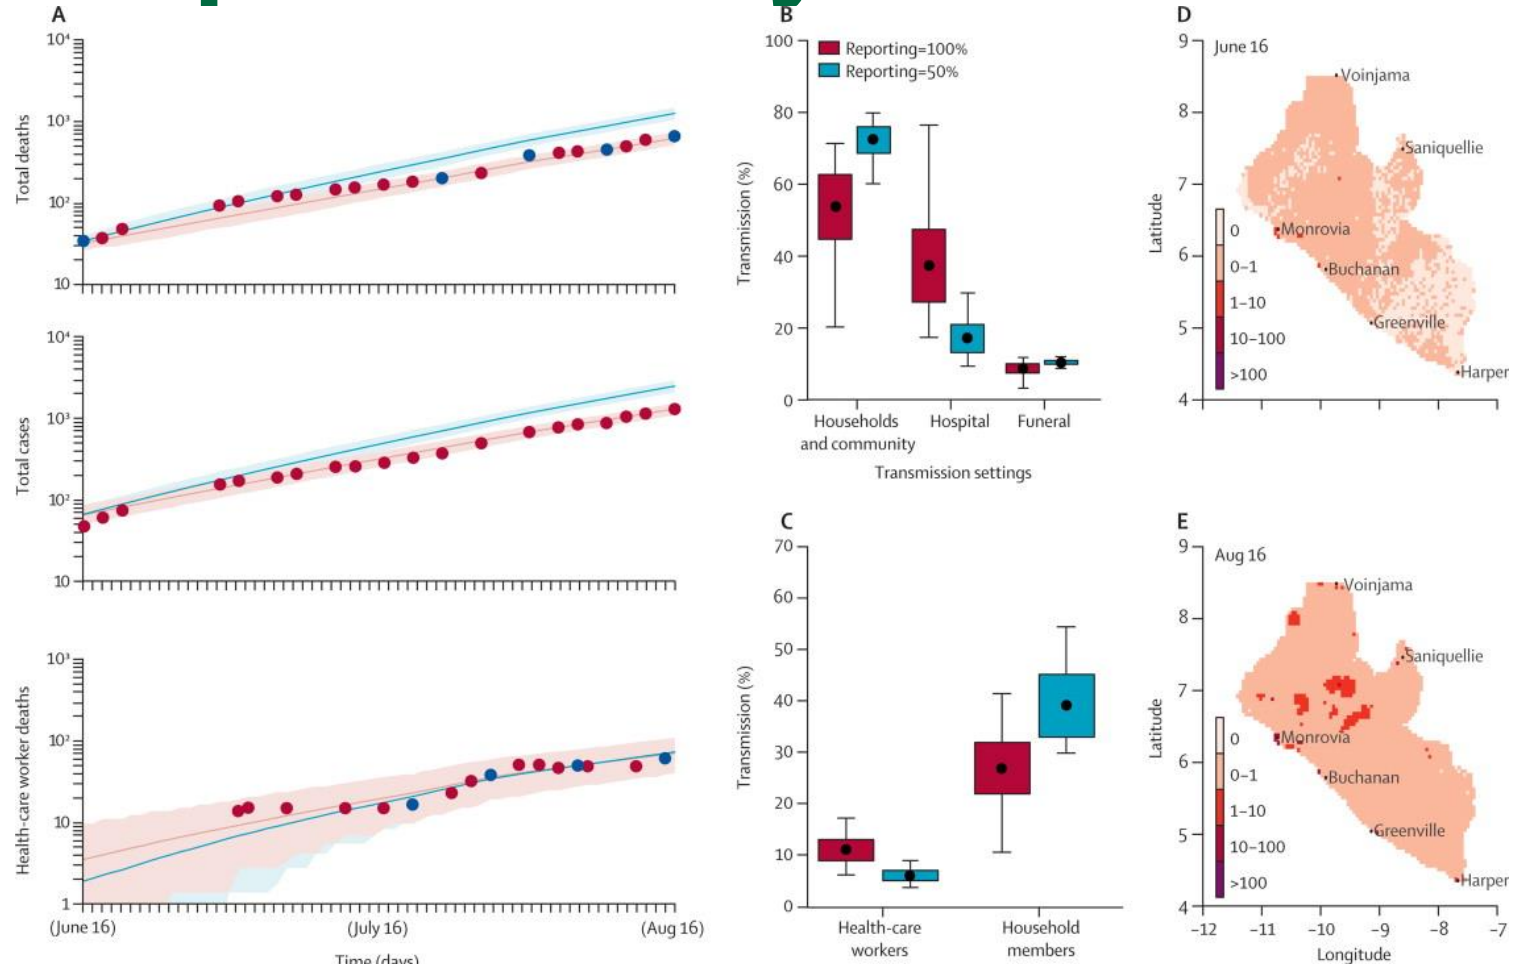 A
Total deaths
10⁴
10³
10²
10
Total cases
10⁴
10³
10²
10
Health-care worker deaths
10³
10²
10
1
(June 16)
(July 16)
(Aug 16)
Time (days)
B
Transmission (%)
100
80
60
40
20
0
Reporting=100%
Reporting=50%
Households
and community
Hospital
Funeral
Transmission settings
C
Transmission (%)
70
60
50
40
30
20
10
0
Health-care
workers
Household
members
D
June 16
Latitude
9
8
7
6
5
4
Voinjama
Saniquellie
Monrovia
Buchanan
Greenville
Harper
0
0–1
1–10
10–100
>100
E
Aug 16
Latitude
9
8
7
6
5
4
Voinjama
Saniquellie
Monrovia
Buchanan
Greenville
Harper
0
0–1
1–10
10–100
>100
–12 –11 –10 –9 –8 –7
Longitude